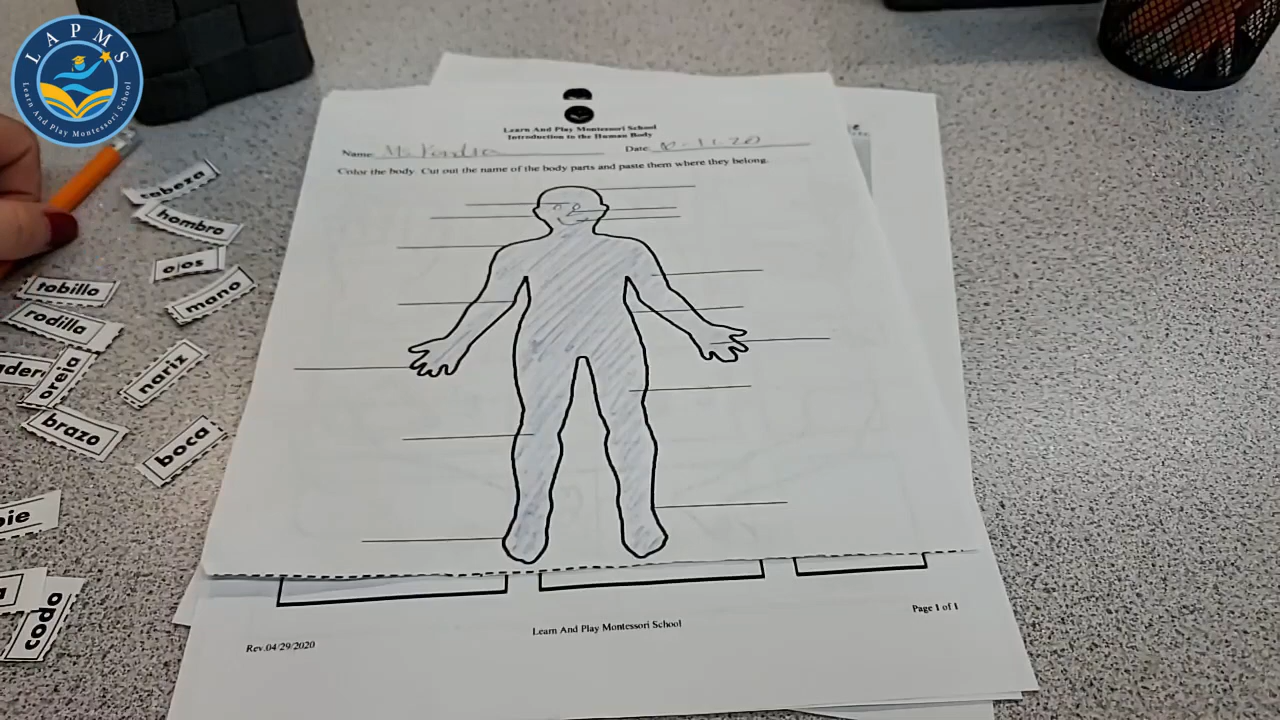 LAPMS
Learn And Play Montessori School
Learn And Play Montessori School
Introduction to the Human Body
Name: Ms. Kendra
Date:
Color the body. Cut out the name of the body parts and paste them where they belong.
cabeza
hombro
ojos
mano
tobillo
rodilla
oreja
nariz
brazo
boca
pie
codo
Page 1 of 1
Learn And Play Montessori School
Rev.04/29/2020